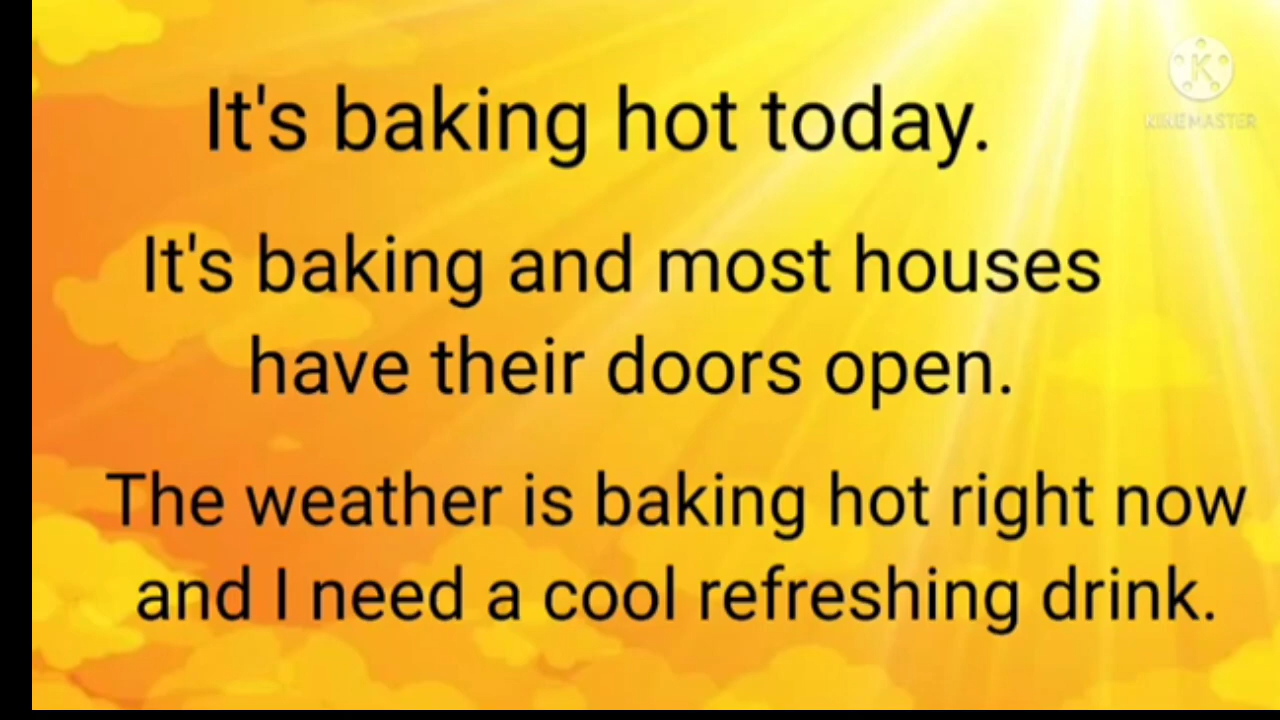 It's baking hot today.
It's baking and most houses
have their doors open.
The weather is baking hot right now
and I need a cool refreshing drink.
K
KINEMASTER